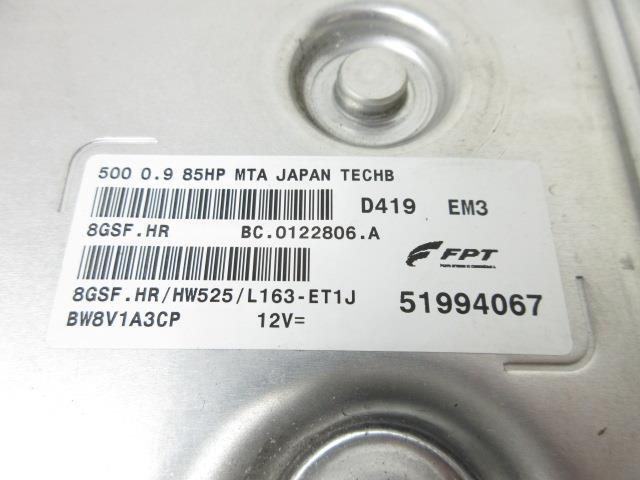 500 0.9 85HP MTA JAPAN TECHB
D419 EM3
8GSF.HR BC.0122806.A
FPT
8GSF.HR/HW525/L163-ET1J
51994067
BW8V1A3CP 12V=